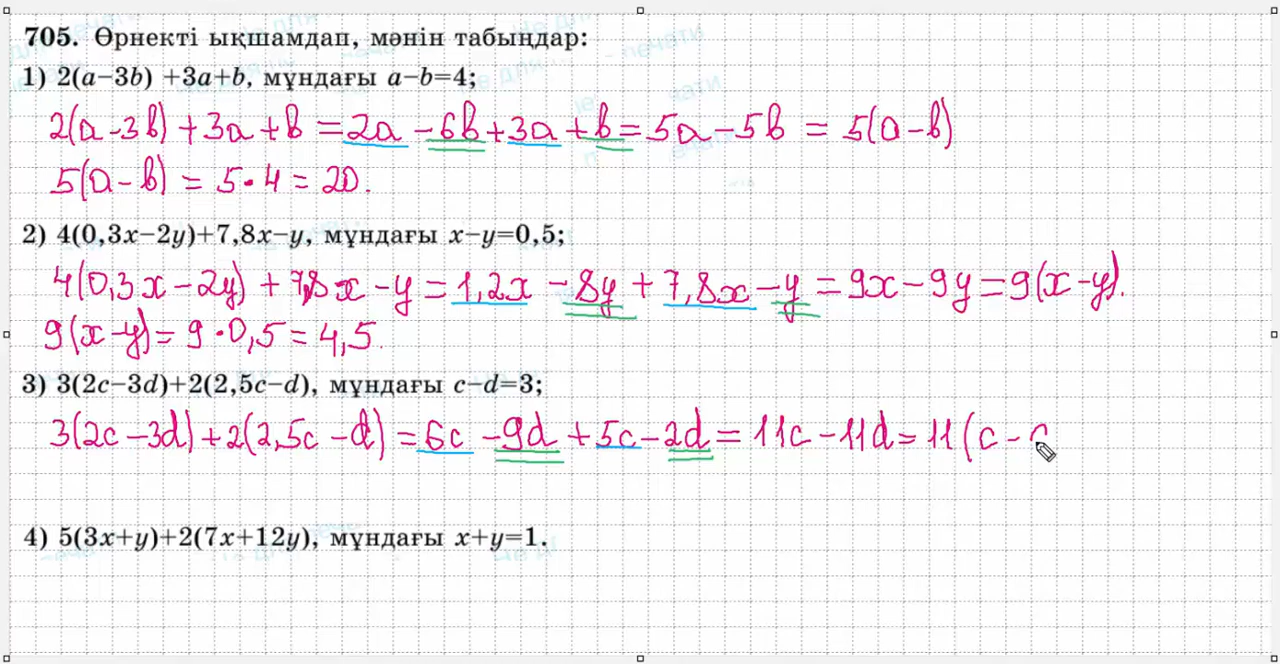 705. Өрнекті ықшамдап, мәнін табыңдар:
1) 2(a−3b) +3a+b, мұндағы a−b=4;
2(a-3b) + 3a + b = 2a - 6b + 3a + b = 5a - 5b = 5(a-b)
5(a-b) = 5·4 = 20.
2) 4(0,3x−2y)+7,8x−y, мұндағы x−y=0,5;
4(0,3x - 2y) + 7,8x - y = 1,2x - 8y + 7,8x - y = 9x - 9y = 9(x-y).
9(x-y) = 9·0,5 = 4,5.
3) 3(2c−3d)+2(2,5c−d), мұндағы c−d=3;
3(2c-3d) + 2(2,5c-d) = 6c - 9d + 5c - 2d = 11c - 11d = 11(c -
4) 5(3x+y)+2(7x+12y), мұндағы x+y=1.